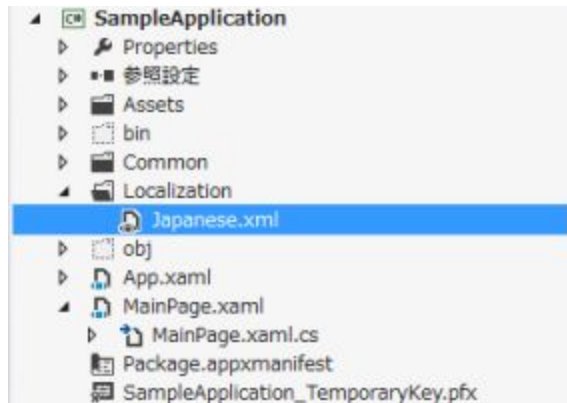 SampleApplication
Properties
参照設定
Assets
bin
Common
Localization
Japanese.xml
obj
App.xaml
MainPage.xaml
MainPage.xaml.cs
Package.appxmanifest
SampleApplication_TemporaryKey.pfx